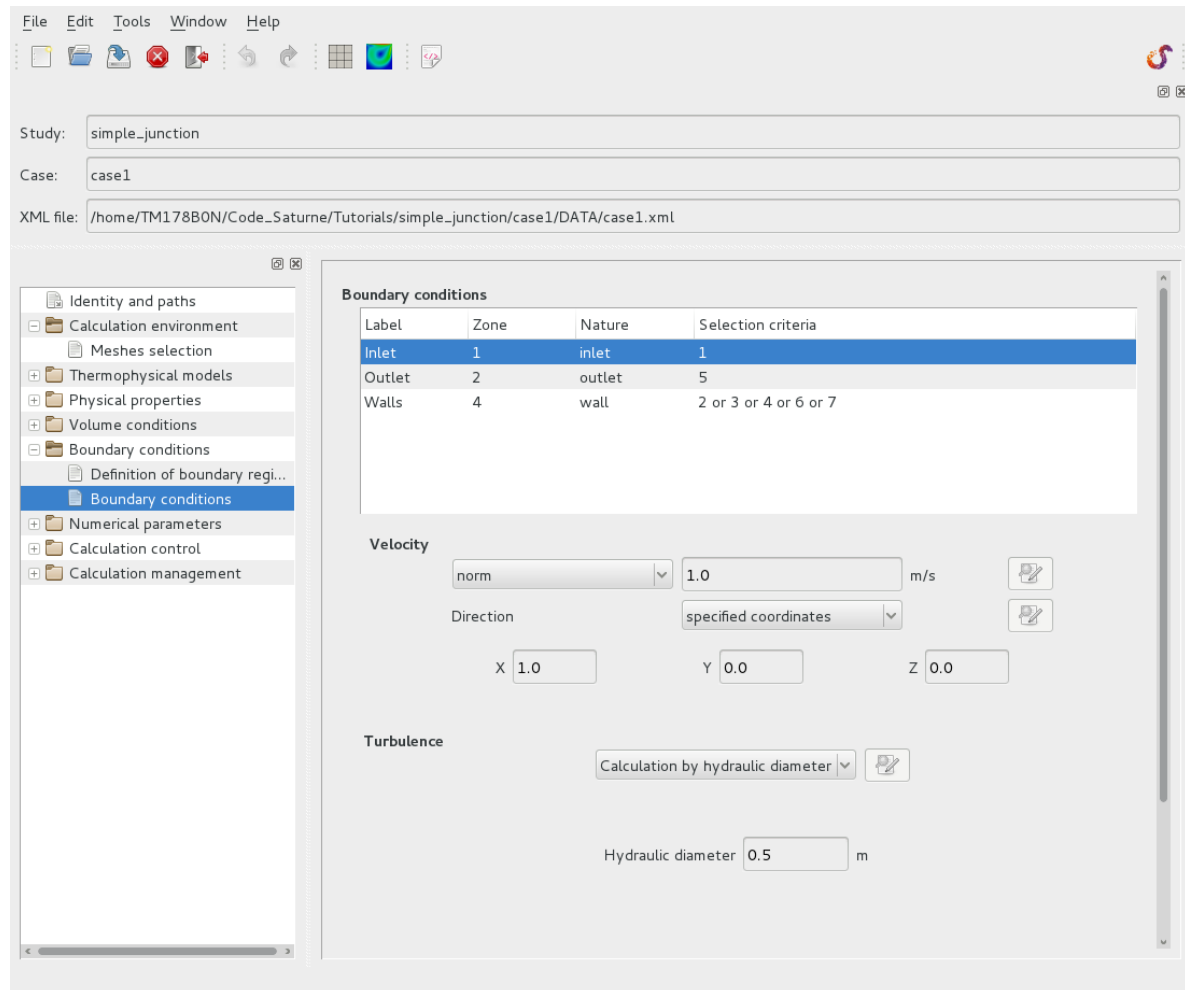 File Edit Tools Window Help
Study: simple_junction
Case: case1
XML file: /home/TM178B0N/Code_Saturne/Tutorials/simple_junction/case1/DATA/case1.xml
Identity and paths
Calculation environment
Meshes selection
Thermophysical models
Physical properties
Volume conditions
Boundary conditions
Definition of boundary regi...
Boundary conditions
Numerical parameters
Calculation control
Calculation management
Boundary conditions
Label Zone Nature Selection criteria
Inlet 1 inlet 1
Outlet 2 outlet 5
Walls 4 wall 2 or 3 or 4 or 6 or 7
Velocity
norm 1.0 m/s
Direction specified coordinates
X 1.0 Y 0.0 Z 0.0
Turbulence
Calculation by hydraulic diameter
Hydraulic diameter 0.5 m